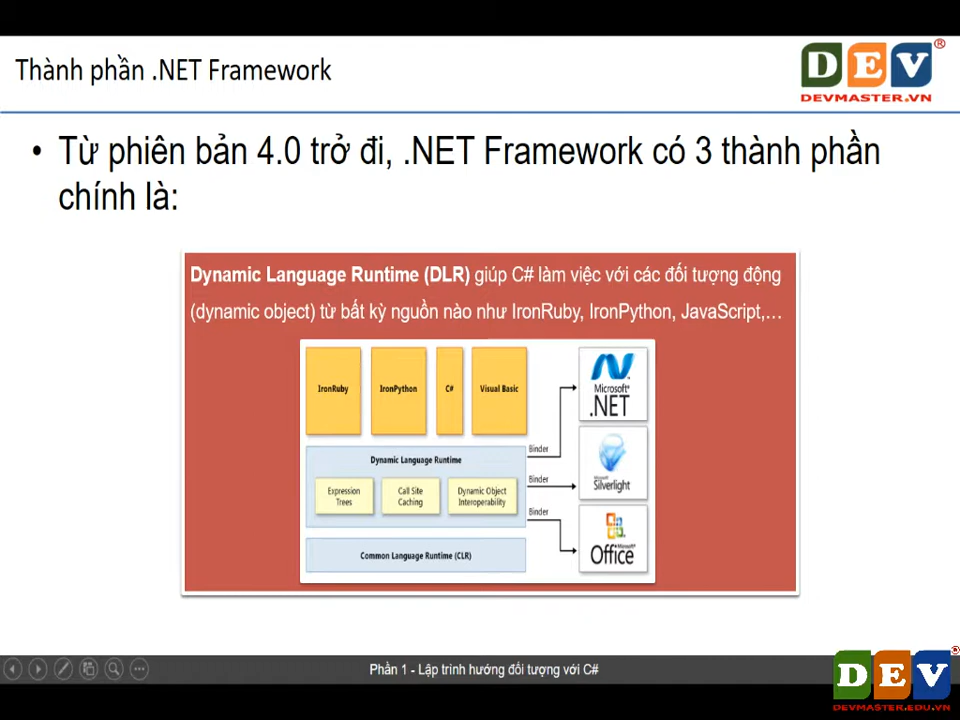 Thành phần .NET Framework
DEV®
DEVMASTER.VN
• Từ phiên bản 4.0 trở đi, .NET Framework có 3 thành phần
chính là:
Dynamic Language Runtime (DLR) giúp C# làm việc với các đối tượng động
(dynamic object) từ bất kỳ nguồn nào như IronRuby, IronPython, JavaScript,…
IronRuby
IronPython
C#
Visual Basic
Microsoft®
.NET
Binder
Dynamic Language Runtime
Expression
Trees
Call Site
Caching
Dynamic Object
Interoperability
Binder
Microsoft
Silverlight
Binder
Microsoft®
Office
Common Language Runtime (CLR)
Phần 1 - Lập trình hướng đối tượng với C#
DEV®
DEVMASTER.EDU.VN